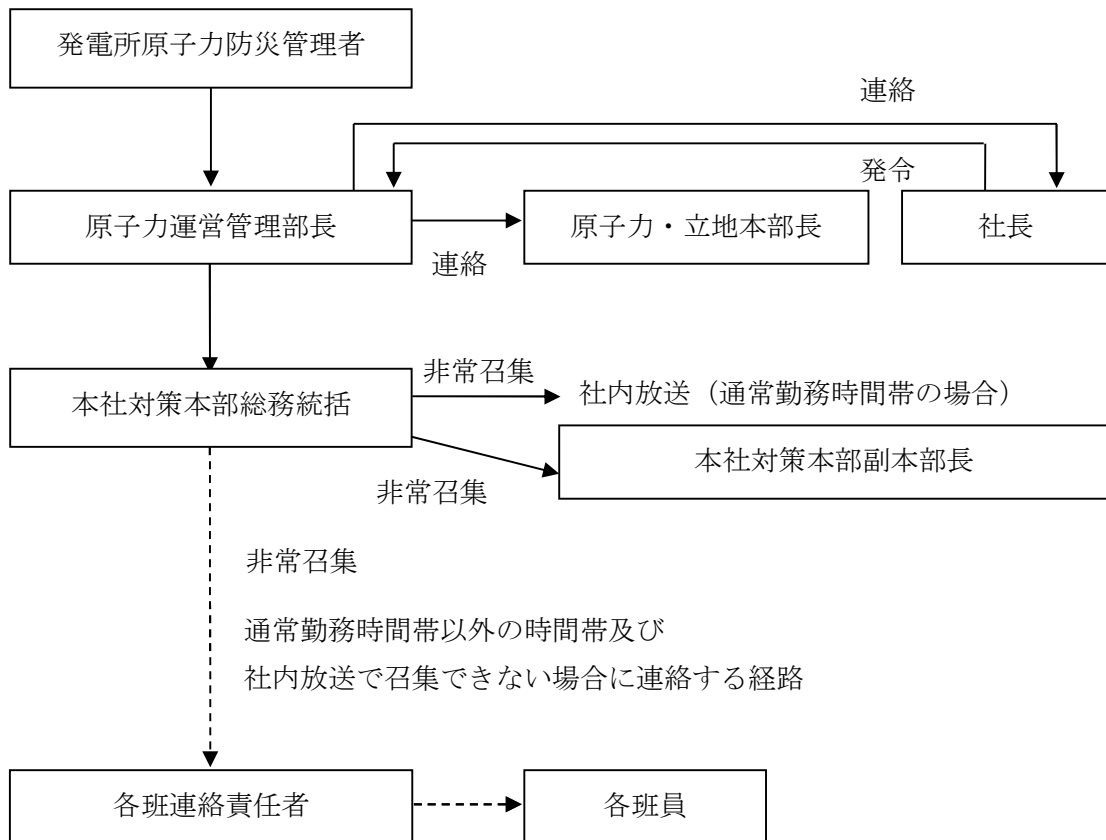 発電所原子力防災管理者
連絡
発令
原子力運営管理部長
原子力・立地本部長
社長
連絡
非常召集
社内放送（通常勤務時間帯の場合）
本社対策本部総務統括
本社対策本部副本部長
非常召集
非常召集
通常勤務時間帯以外の時間帯及び
社内放送で召集できない場合に連絡する経路
各班連絡責任者
各班員